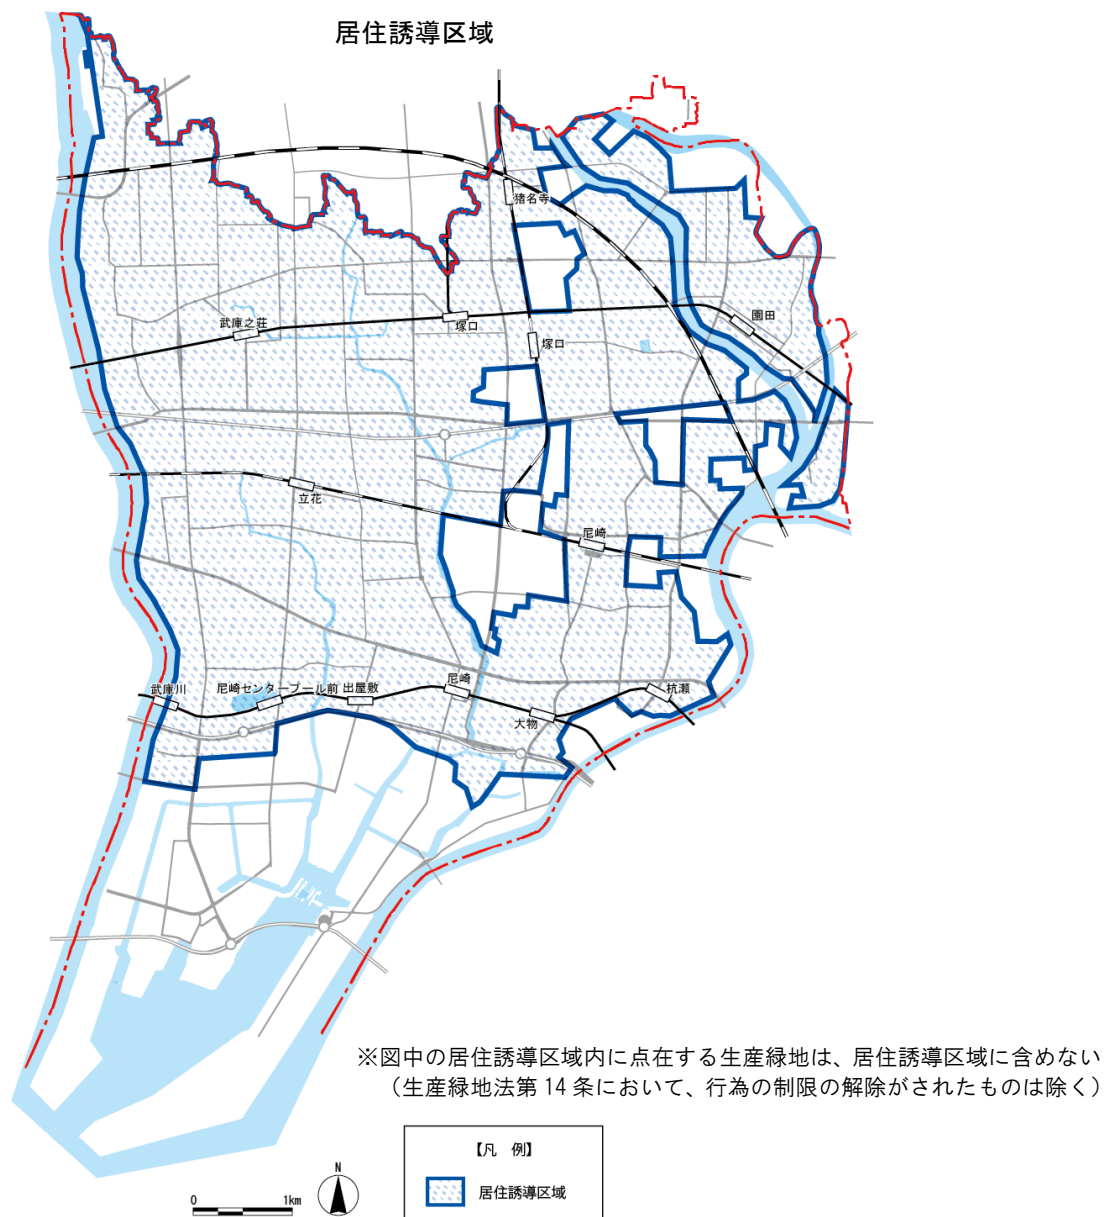 居住誘導区域
猪名寺
園田
武庫之荘
塚口
塚口
立花
尼崎
武庫川
尼崎センタープール前
出屋敷
尼崎
杭瀬
大物
※図中の居住誘導区域内に点在する生産緑地は、居住誘導区域に含めない
（生産緑地法第 14 条において、行為の制限の解除がされたものは除く）
【凡 例】
居住誘導区域
N
0 1km